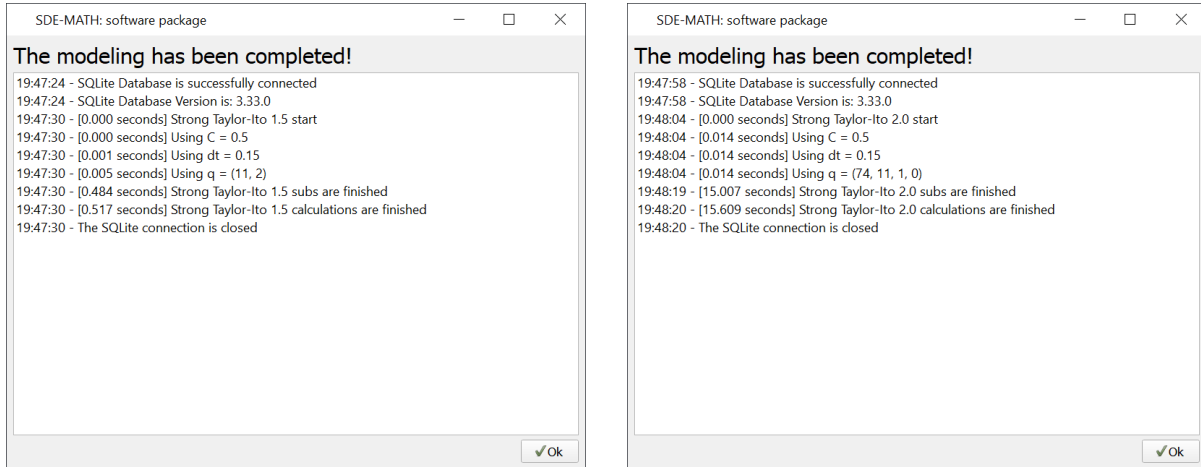 SDE-MATH: software package
The modeling has been completed!
19:47:24 - SQLite Database is successfully connected
19:47:24 - SQLite Database Version is: 3.33.0
19:47:30 - [0.000 seconds] Strong Taylor-Ito 1.5 start
19:47:30 - [0.000 seconds] Using C = 0.5
19:47:30 - [0.001 seconds] Using dt = 0.15
19:47:30 - [0.005 seconds] Using q = (11, 2)
19:47:30 - [0.484 seconds] Strong Taylor-Ito 1.5 subs are finished
19:47:30 - [0.517 seconds] Strong Taylor-Ito 1.5 calculations are finished
19:47:30 - The SQLite connection is closed
Ok
SDE-MATH: software package
The modeling has been completed!
19:47:58 - SQLite Database is successfully connected
19:47:58 - SQLite Database Version is: 3.33.0
19:48:04 - [0.000 seconds] Strong Taylor-Ito 2.0 start
19:48:04 - [0.014 seconds] Using C = 0.5
19:48:04 - [0.014 seconds] Using dt = 0.15
19:48:04 - [0.014 seconds] Using q = (74, 11, 1, 0)
19:48:19 - [15.007 seconds] Strong Taylor-Ito 2.0 subs are finished
19:48:20 - [15.609 seconds] Strong Taylor-Ito 2.0 calculations are finished
19:48:20 - The SQLite connection is closed
Ok